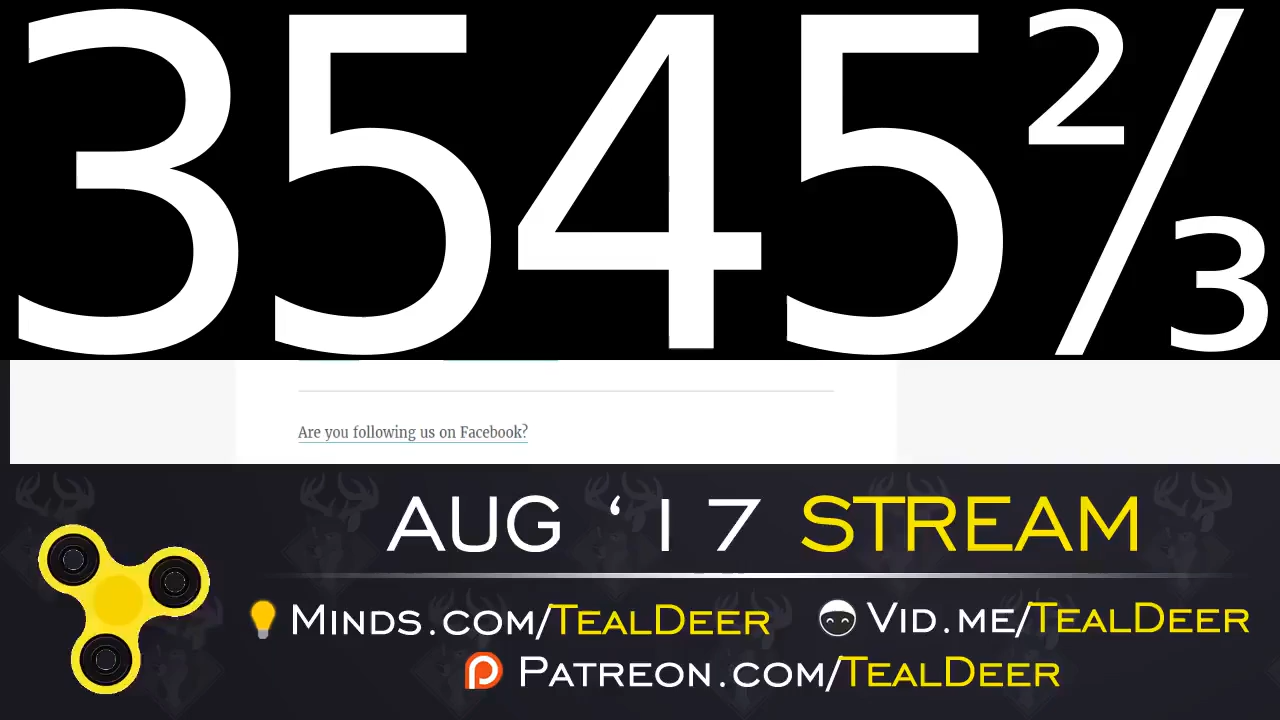 3545⅔
Are you following us on Facebook?
AUG ‘17 STREAM
MINDS.COM/TEALDEER
VID.ME/TEALDEER
PATREON.COM/TEALDEER